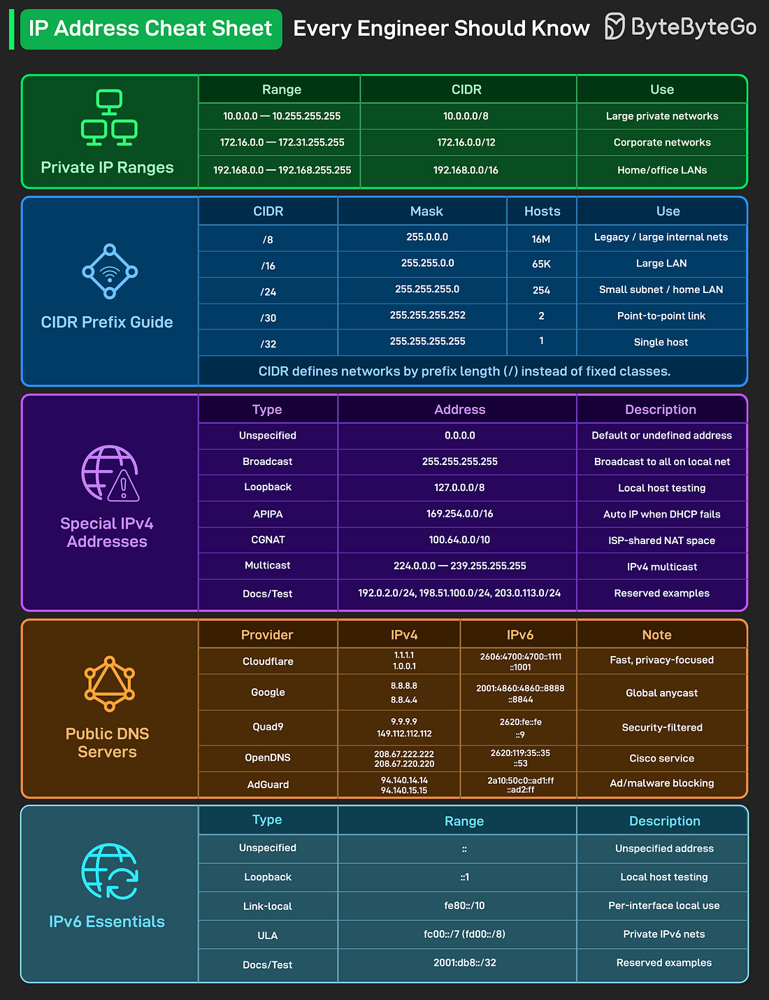 IP Address Cheat Sheet Every Engineer Should Know ByteByteGo
Private IP Ranges
Range CIDR Use
10.0.0.0 — 10.255.255.255 10.0.0.0/8 Large private networks
172.16.0.0 — 172.31.255.255 172.16.0.0/12 Corporate networks
192.168.0.0 — 192.168.255.255 192.168.0.0/16 Home/office LANs
CIDR Prefix Guide
CIDR Mask Hosts Use
/8 255.0.0.0 16M Legacy / large internal nets
/16 255.255.0.0 65K Large LAN
/24 255.255.255.0 254 Small subnet / home LAN
/30 255.255.255.252 2 Point-to-point link
/32 255.255.255.255 1 Single host
CIDR defines networks by prefix length (/) instead of fixed classes.
Special IPv4
Addresses
Type Address Description
Unspecified 0.0.0.0 Default or undefined address
Broadcast 255.255.255.255 Broadcast to all on local net
Loopback 127.0.0.0/8 Local host testing
APIPA 169.254.0.0/16 Auto IP when DHCP fails
CGNAT 100.64.0.0/10 ISP-shared NAT space
Multicast 224.0.0.0 — 239.255.255.255 IPv4 multicast
Docs/Test 192.0.2.0/24, 198.51.100.0/24, 203.0.113.0/24 Reserved examples
Public DNS
Servers
Provider IPv4 IPv6 Note
Cloudflare 1.1.1.1 2606:4700:4700::1111 Fast, privacy-focused
1.0.0.1 ::1001
Google 8.8.8.8 2001:4860:4860::8888 Global anycast
8.8.4.4 ::8844
Quad9 9.9.9.9 2620:fe::fe Security-filtered
149.112.112.112 ::9
OpenDNS 208.67.222.222 2620:119:35::35 Cisco service
208.67.220.220 ::53
AdGuard 94.140.14.14 2a10:50c0::ad1:ff Ad/malware blocking
94.140.15.15 ::ad2:ff
IPv6 Essentials
Type Range Description
Unspecified :: Unspecified address
Loopback ::1 Local host testing
Link-local fe80::/10 Per-interface local use
ULA fc00::/7 (fd00::/8) Private IPv6 nets
Docs/Test 2001:db8::/32 Reserved examples